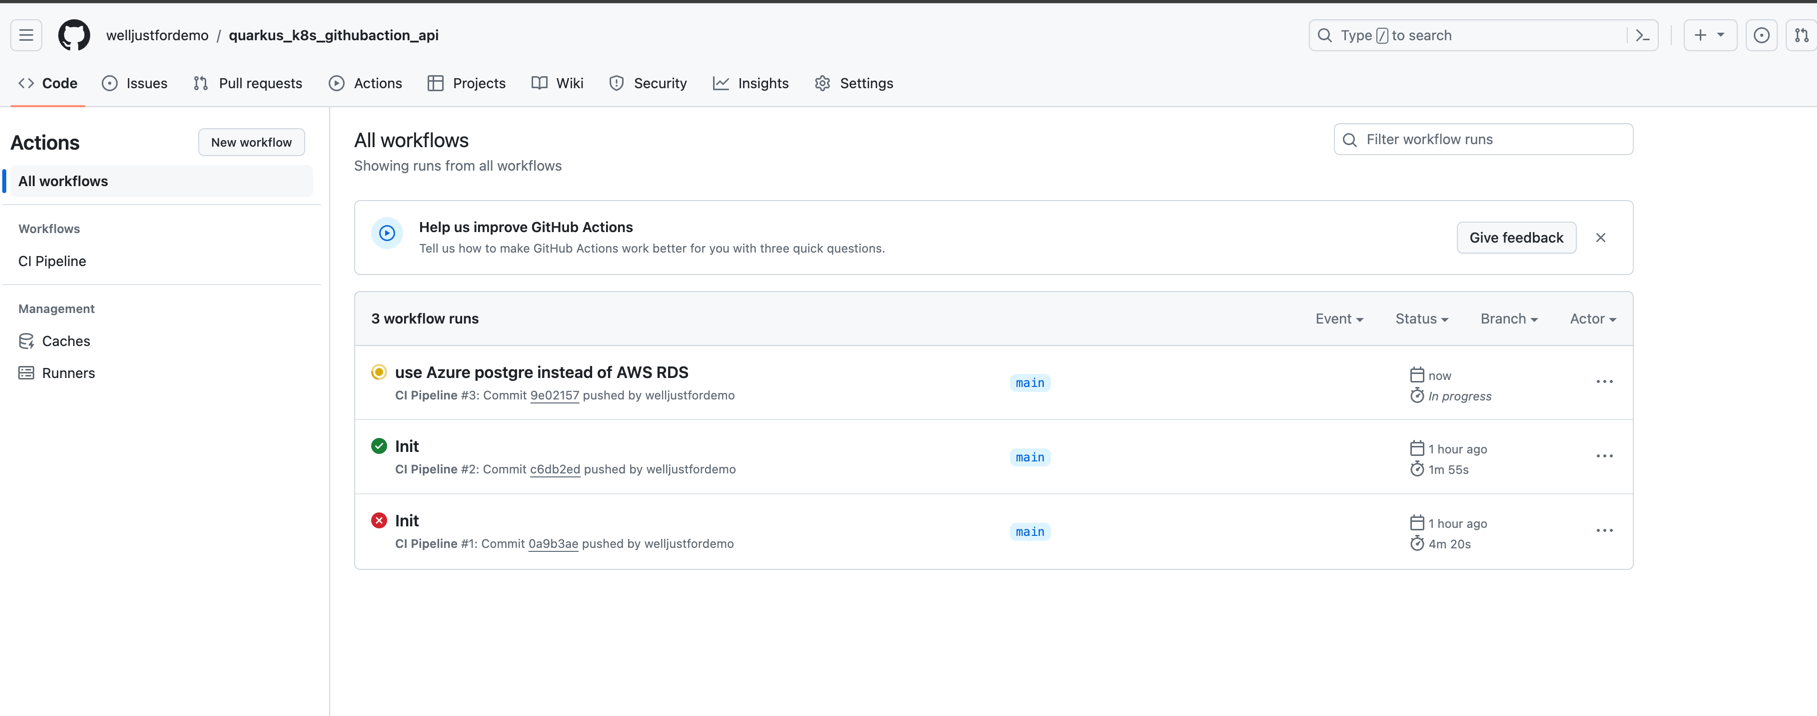 welljustfordemo / quarkus_k8s_githubaction_api
Type / to search
Code Issues Pull requests Actions Projects Wiki Security Insights Settings
Actions
New workflow
All workflows
Workflows
CI Pipeline
Management
Caches
Runners
All workflows
Showing runs from all workflows
Filter workflow runs
Help us improve GitHub Actions
Tell us how to make GitHub Actions work better for you with three quick questions.
Give feedback
3 workflow runs
Event Status Branch Actor
use Azure postgre instead of AWS RDS
CI Pipeline #3: Commit 9e02157 pushed by welljustfordemo
main
now
In progress
Init
CI Pipeline #2: Commit c6db2ed pushed by welljustfordemo
main
1 hour ago
1m 55s
Init
CI Pipeline #1: Commit 0a9b3ae pushed by welljustfordemo
main
1 hour ago
4m 20s